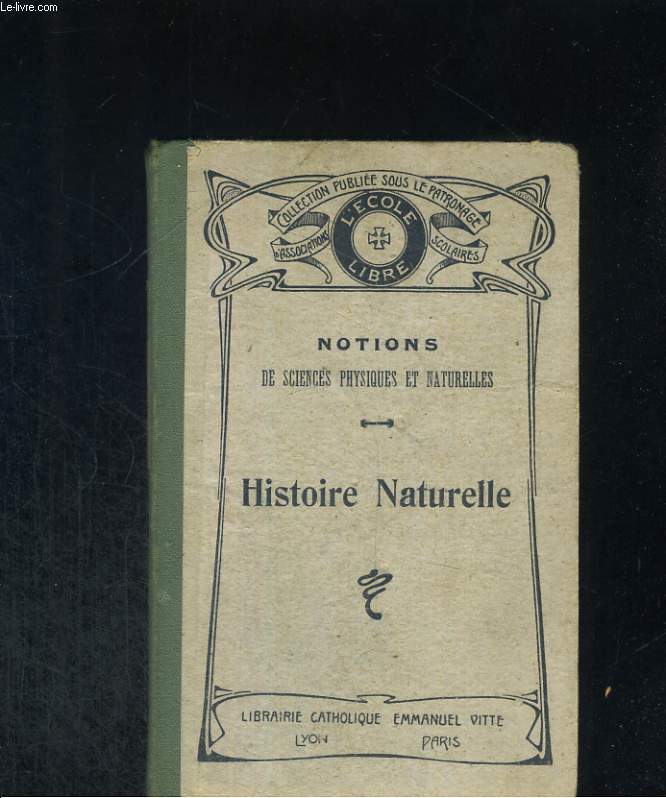 Le-livre.com
COLLECTION PUBLIÉE SOUS LE PATRONAGE
D'ASSOCIATIONS SCOLAIRES
L'ECOLE
LIBRE
NOTIONS
DE SCIENCES PHYSIQUES ET NATURELLES
Histoire Naturelle
LIBRAIRIE CATHOLIQUE EMMANUEL VITTE
LYON PARIS